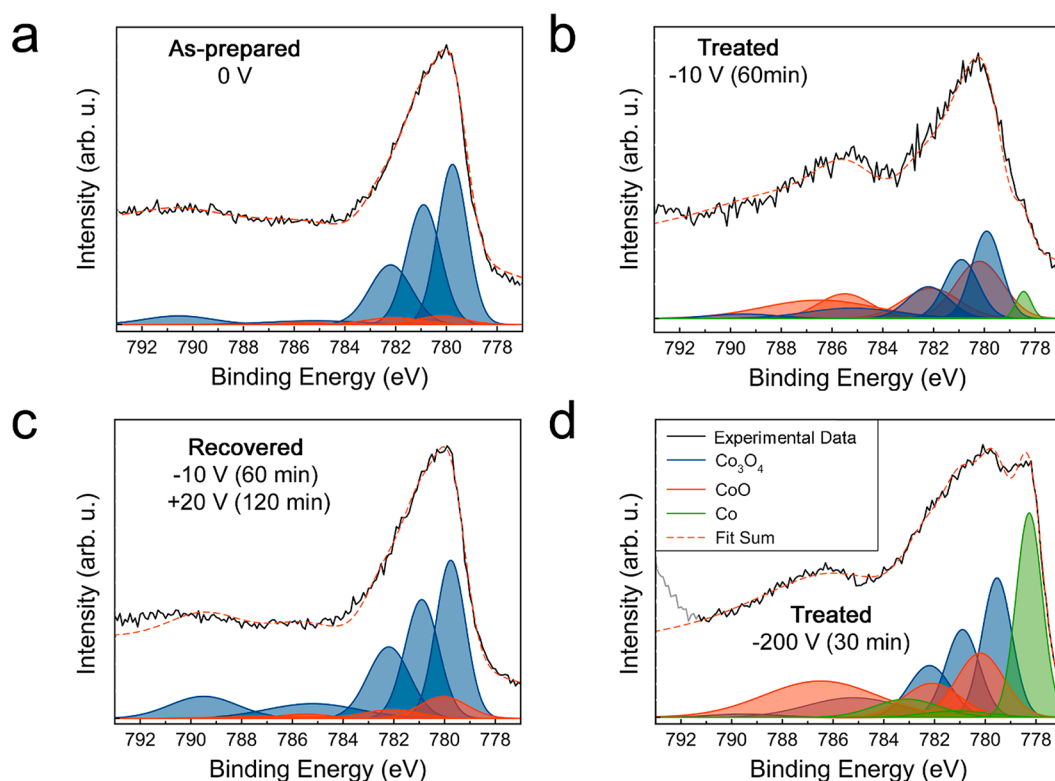 a
As-prepared
0 V
Intensity (arb. u.)
792 790 788 786 784 782 780 778
Binding Energy (eV)
b
Treated
-10 V (60min)
Intensity (arb. u.)
792 790 788 786 784 782 780 778
Binding Energy (eV)
c
Recovered
-10 V (60 min)
+20 V (120 min)
Intensity (arb. u.)
792 790 788 786 784 782 780 778
Binding Energy (eV)
d
Experimental Data
Co₃O₄
CoO
Co
Fit Sum
Treated
-200 V (30 min)
Intensity (arb. u.)
792 790 788 786 784 782 780 778
Binding Energy (eV)